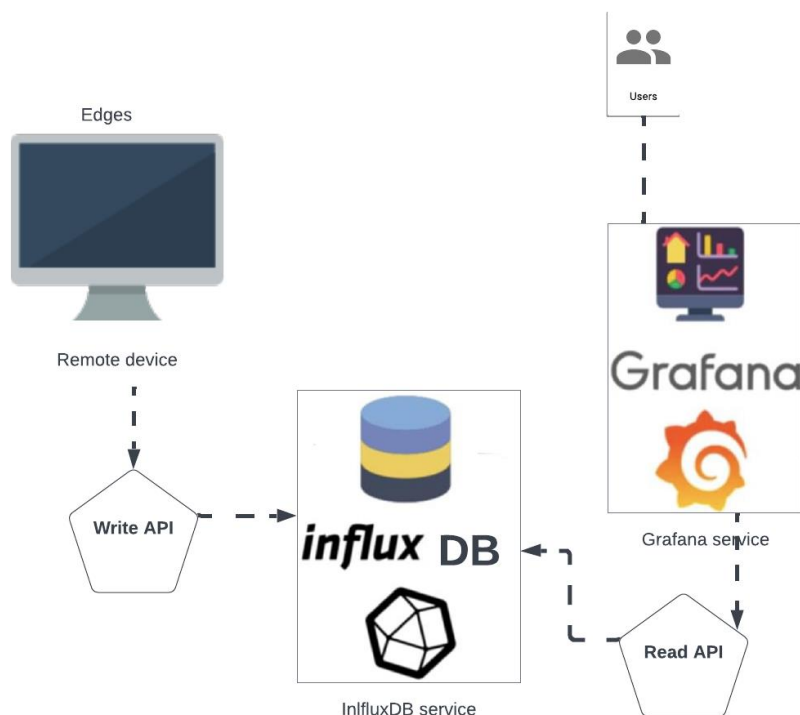 Users
Edges
Remote device
Grafana
Write API
influx DB
Grafana service
Read API
InlfluxDB service